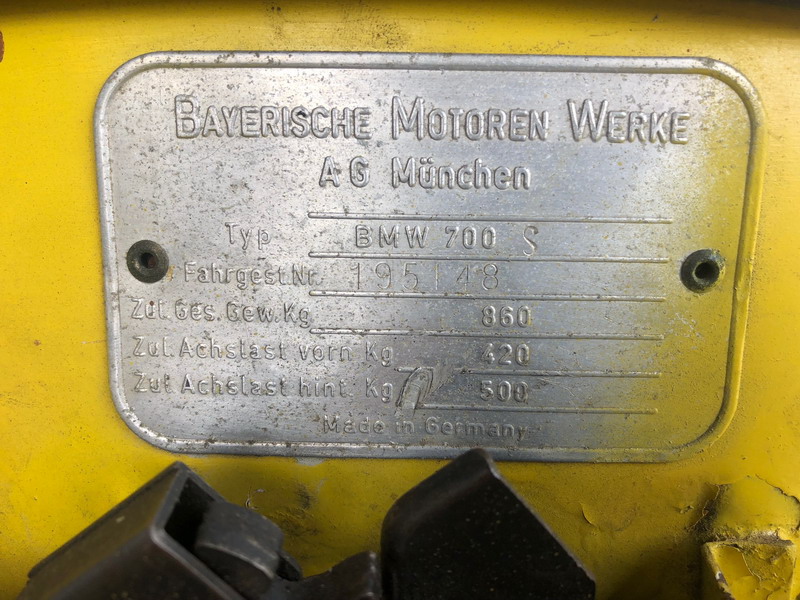 BAYERISCHE MOTOREN WERKE
AG München
Typ BMW 700 S
Fahrgest.Nr. 195148
Zul. Ges. Gew. Kg 860
Zul. Achslast vorn Kg 420
Zul. Achslast hint. Kg 500
Made in Germany